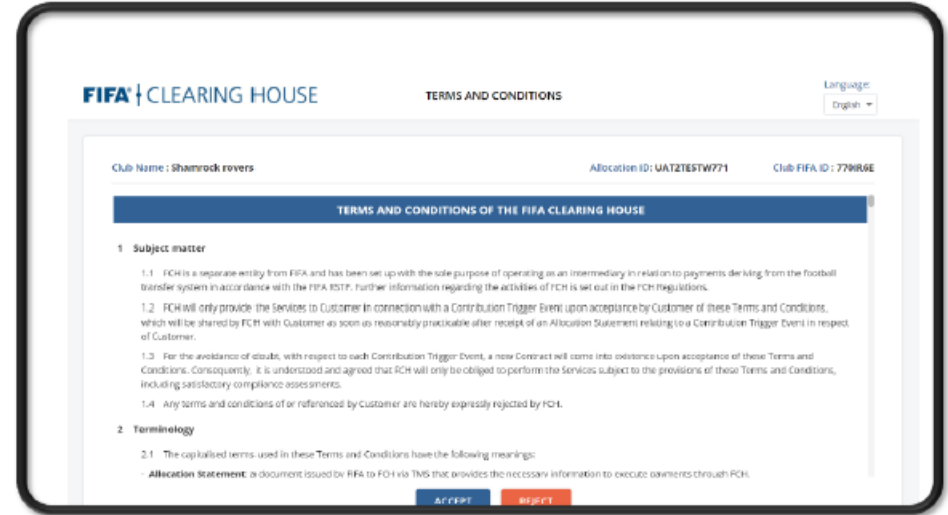 FIFA CLEARING HOUSE
TERMS AND CONDITIONS
Language:
English
Club Name : Shamrock rovers
Allocation ID: UAT2TESTW771
Club FIFA ID : 770IR6E
TERMS AND CONDITIONS OF THE FIFA CLEARING HOUSE
1 Subject matter
1.1 FCH is a separate entity from FIFA and has been set up with the sole purpose of operating as an intermediary in relation to payments deriving from the football
transfer system in accordance with the FIFA RSTP. Further information regarding the activities of FCH is set out in the FCH Regulations.
1.2 FCH will only provide the Services to Customer in connection with a Contribution Trigger Event upon acceptance by Customer of these Terms and Conditions,
which will be shared by FCH with Customer as soon as reasonably practicable after receipt of an Allocation Statement relating to a Contribution Trigger Event in respect
of Customer.
1.3 For the avoidance of doubt, with respect to each Contribution Trigger Event, a new Contract will come into existence upon acceptance of these Terms and
Conditions. Consequently, it is understood and agreed that FCH will only be obliged to perform the Services subject to the provisions of these Terms and Conditions,
including satisfactory compliance assessments.
1.4 Any terms and conditions of or referenced by Customer are hereby expressly rejected by FCH.
2 Terminology
2.1 The capitalised terms used in these Terms and Conditions have the following meanings:
- Allocation Statement: a document issued by FIFA to FCH via TMS that provides the necessary information to execute payments through FCH.
ACCEPT
REJECT